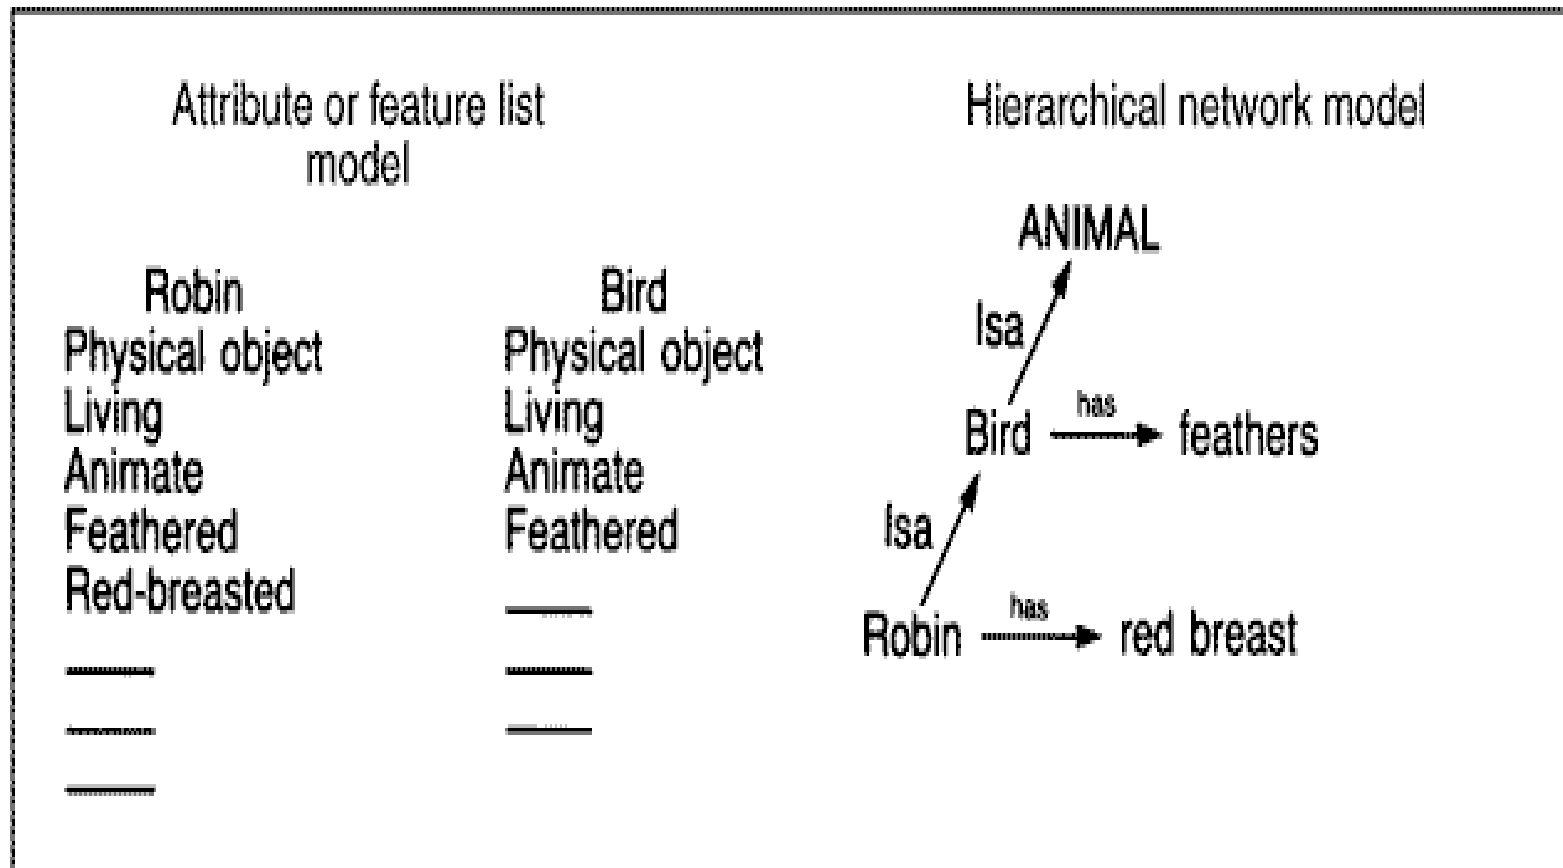 Attribute or feature list
model
Robin
Physical object
Living
Animate
Feathered
Red-breasted
Bird
Physical object
Living
Animate
Feathered
Hierarchical network model
ANIMAL
Isa
Bird has feathers
Isa
Robin has red breast